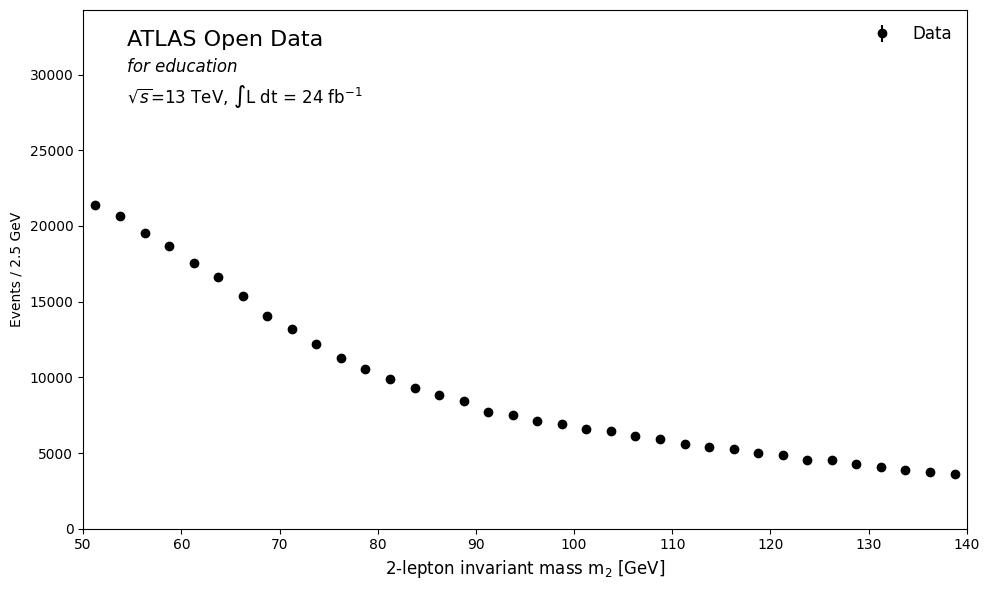 ATLAS Open Data
for education
√s=13 TeV, ∫L dt = 24 fb⁻¹
Data
30000
25000
20000
15000
10000
5000
0
Events / 2.5 GeV
50 60 70 80 90 100 110 120 130 140
2-lepton invariant mass m₂ [GeV]